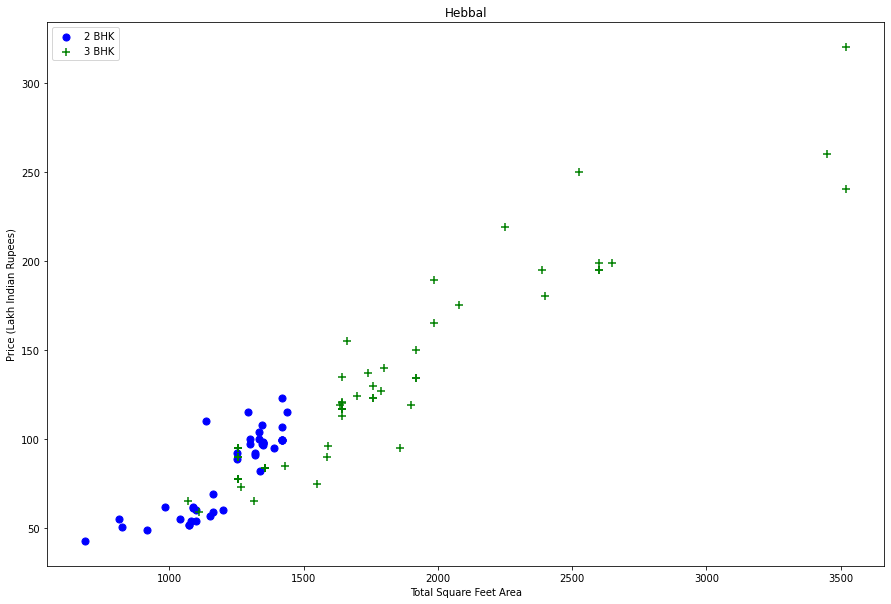 Hebbal
2 BHK
3 BHK
Price (Lakh Indian Rupees)
300
250
200
150
100
50
1000 1500 2000 2500 3000 3500
Total Square Feet Area